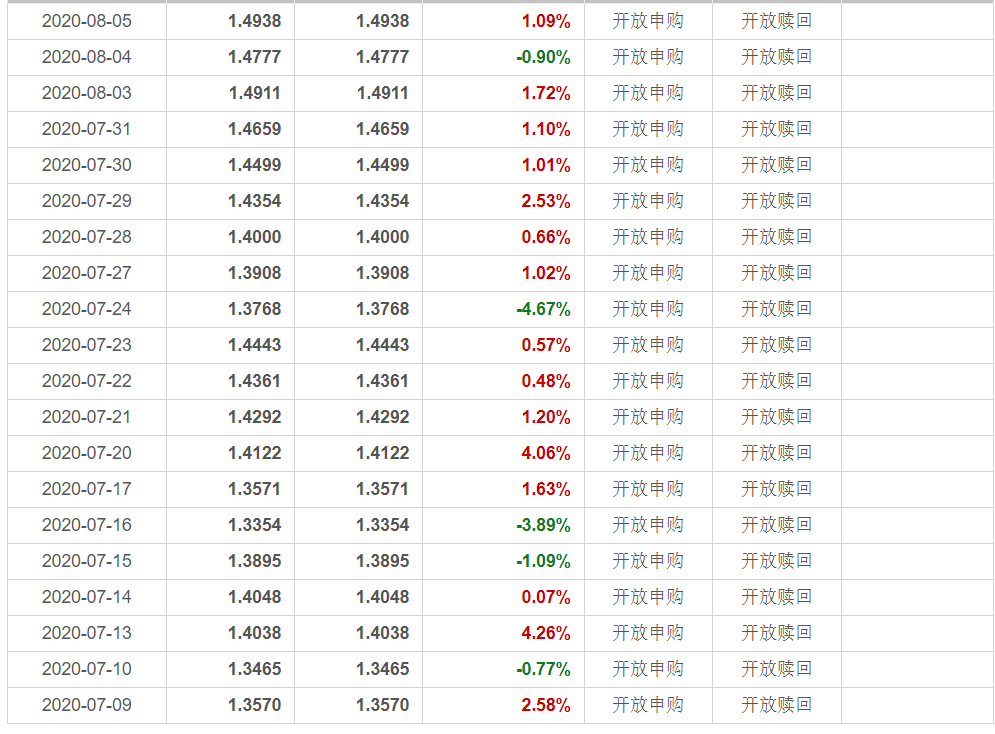 2020-08-05 1.4938 1.4938 1.09% 开放申购 开放赎回
2020-08-04 1.4777 1.4777 -0.90% 开放申购 开放赎回
2020-08-03 1.4911 1.4911 1.72% 开放申购 开放赎回
2020-07-31 1.4659 1.4659 1.10% 开放申购 开放赎回
2020-07-30 1.4499 1.4499 1.01% 开放申购 开放赎回
2020-07-29 1.4354 1.4354 2.53% 开放申购 开放赎回
2020-07-28 1.4000 1.4000 0.66% 开放申购 开放赎回
2020-07-27 1.3908 1.3908 1.02% 开放申购 开放赎回
2020-07-24 1.3768 1.3768 -4.67% 开放申购 开放赎回
2020-07-23 1.4443 1.4443 0.57% 开放申购 开放赎回
2020-07-22 1.4361 1.4361 0.48% 开放申购 开放赎回
2020-07-21 1.4292 1.4292 1.20% 开放申购 开放赎回
2020-07-20 1.4122 1.4122 4.06% 开放申购 开放赎回
2020-07-17 1.3571 1.3571 1.63% 开放申购 开放赎回
2020-07-16 1.3354 1.3354 -3.89% 开放申购 开放赎回
2020-07-15 1.3895 1.3895 -1.09% 开放申购 开放赎回
2020-07-14 1.4048 1.4048 0.07% 开放申购 开放赎回
2020-07-13 1.4038 1.4038 4.26% 开放申购 开放赎回
2020-07-10 1.3465 1.3465 -0.77% 开放申购 开放赎回
2020-07-09 1.3570 1.3570 2.58% 开放申购 开放赎回